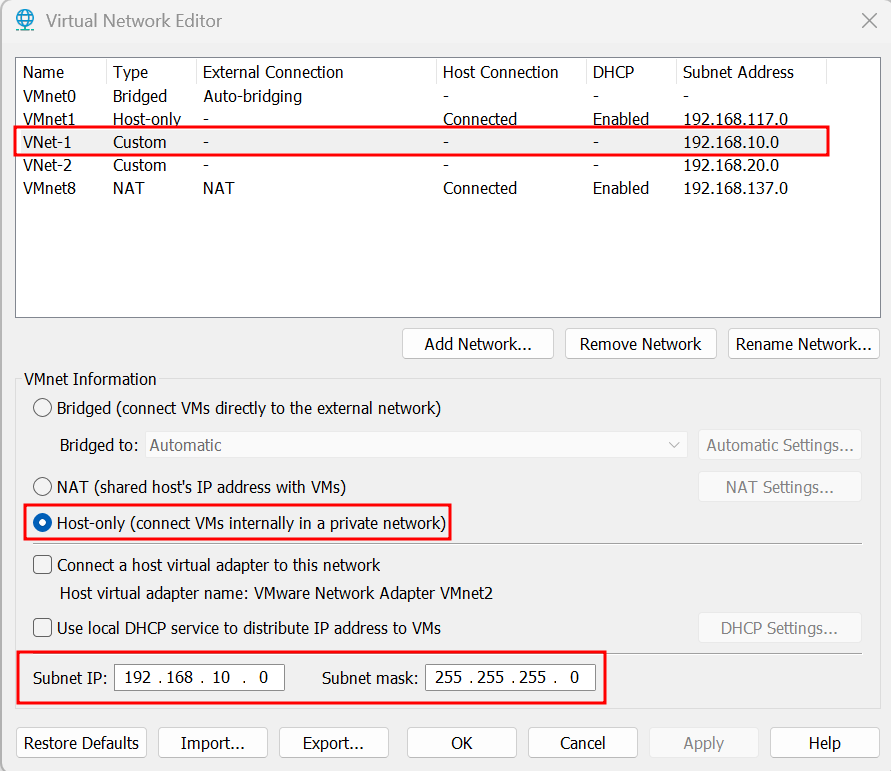 Virtual Network Editor
Name Type External Connection Host Connection DHCP Subnet Address
VMnet0 Bridged Auto-bridging - - -
VMnet1 Host-only - Connected Enabled 192.168.117.0
VNet-1 Custom - - - 192.168.10.0
VNet-2 Custom - - - 192.168.20.0
VMnet8 NAT NAT Connected Enabled 192.168.137.0
Add Network... Remove Network Rename Network...
VMnet Information
Bridged (connect VMs directly to the external network)
Bridged to: Automatic Automatic Settings...
NAT (shared host's IP address with VMs) NAT Settings...
Host-only (connect VMs internally in a private network)
Connect a host virtual adapter to this network
Host virtual adapter name: VMware Network Adapter VMnet2
Use local DHCP service to distribute IP address to VMs DHCP Settings...
Subnet IP: 192 . 168 . 10 . 0 Subnet mask: 255 . 255 . 255 . 0
Restore Defaults Import... Export... OK Cancel Apply Help